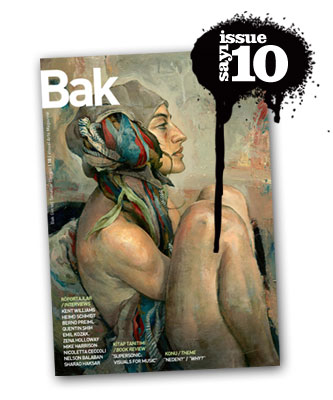 issue
sayı
10
Bak
RÖPORTAJLAR
/ INTERVIEWS
KENT WILLIAMS
HEIMO SCHMIDT
BERND PREIML
QUENTIN SHIH
EMIL KOZAK
ZENA HOLLOWAY
MIKE HARRISON
NICOLETTA CECCOLI
NELSON BALABAN
SHARAD HAKSAR
KİTAP TANITIMI
/ BOOK REVIEW
"SUPERSONIC:
VISUALS FOR MUSIC"
KONU / THEME
"NEDEN?" / "WHY?"